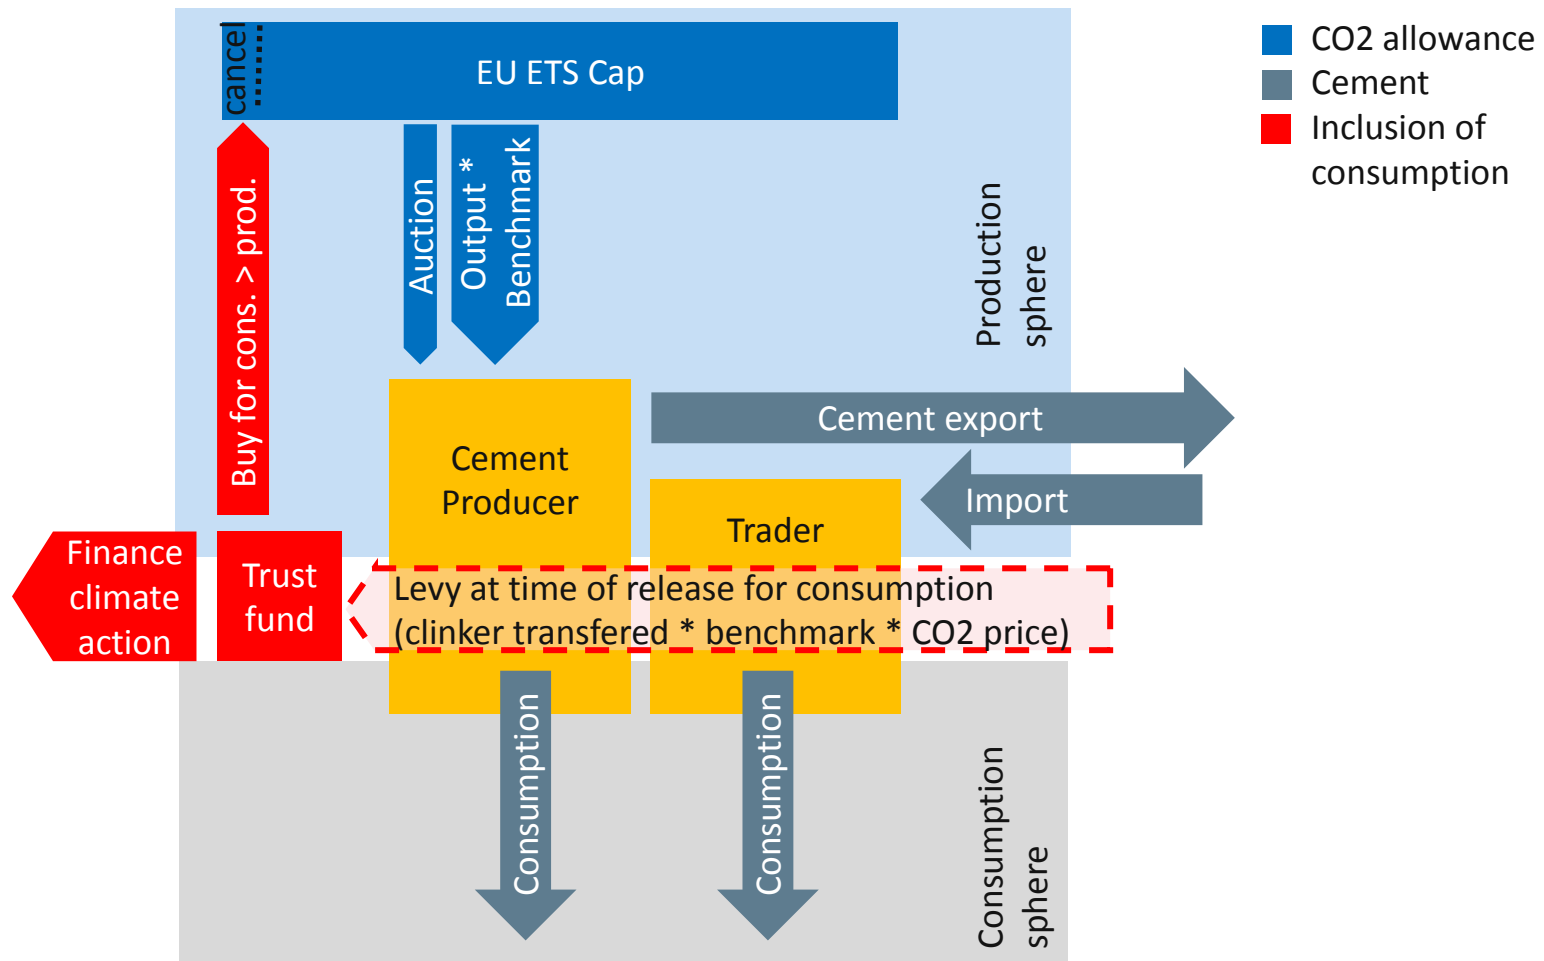 cancel
EU ETS Cap
CO2 allowance
Cement
Inclusion of
consumption
Buy for cons. > prod.
Auction
Output *
Benchmark
Production
sphere
Cement export
Cement
Producer
Import
Trader
Finance
climate
action
Trust
fund
Levy at time of release for consumption
(clinker transfered * benchmark * CO2 price)
Consumption
Consumption
Consumption
sphere